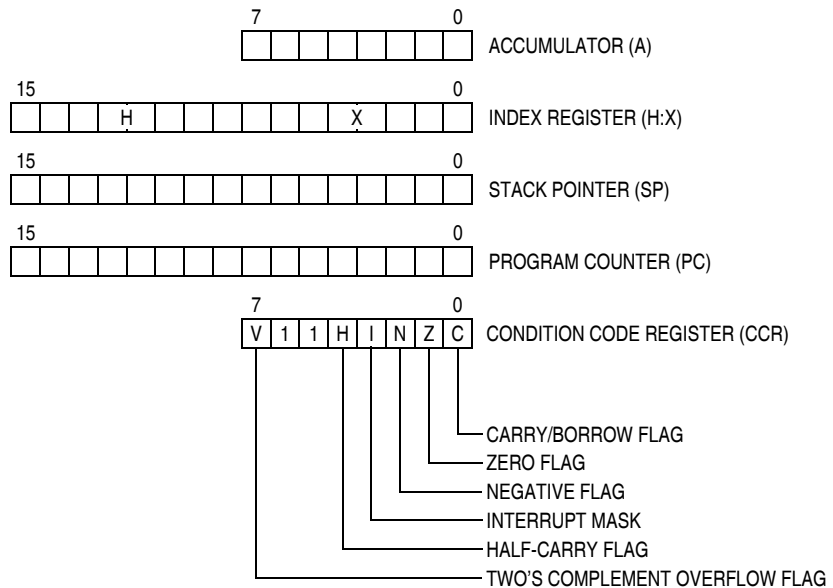 7 0
ACCUMULATOR (A)
15 0
H X INDEX REGISTER (H:X)
15 0
STACK POINTER (SP)
15 0
PROGRAM COUNTER (PC)
7 0
V 1 1 H I N Z C CONDITION CODE REGISTER (CCR)
CARRY/BORROW FLAG
ZERO FLAG
NEGATIVE FLAG
INTERRUPT MASK
HALF-CARRY FLAG
TWO'S COMPLEMENT OVERFLOW FLAG